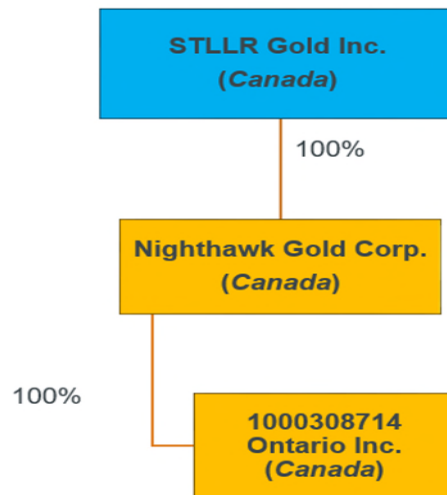 STLLR Gold Inc.
(Canada)
100%
Nighthawk Gold Corp.
(Canada)
100%
1000308714
Ontario Inc.
(Canada)